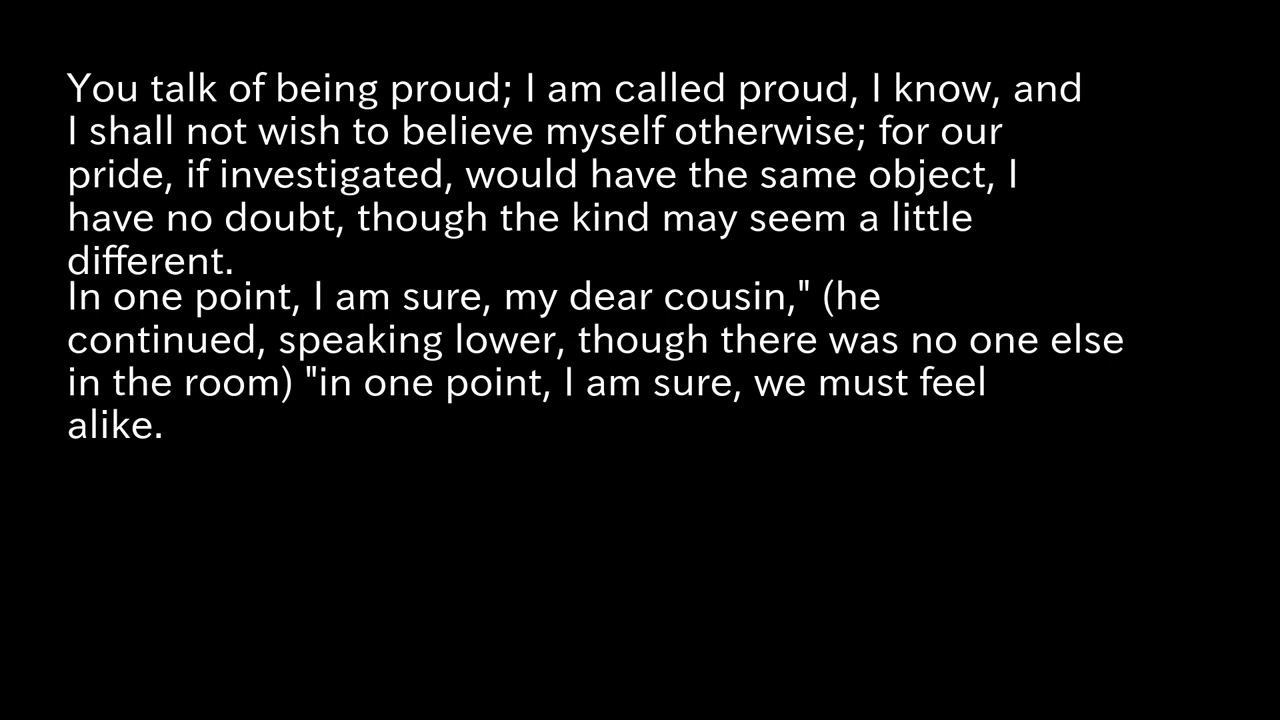 You talk of being proud; I am called proud, I know, and
I shall not wish to believe myself otherwise; for our
pride, if investigated, would have the same object, I
have no doubt, though the kind may seem a little
different.
In one point, I am sure, my dear cousin," (he
continued, speaking lower, though there was no one else
in the room) "in one point, I am sure, we must feel
alike.